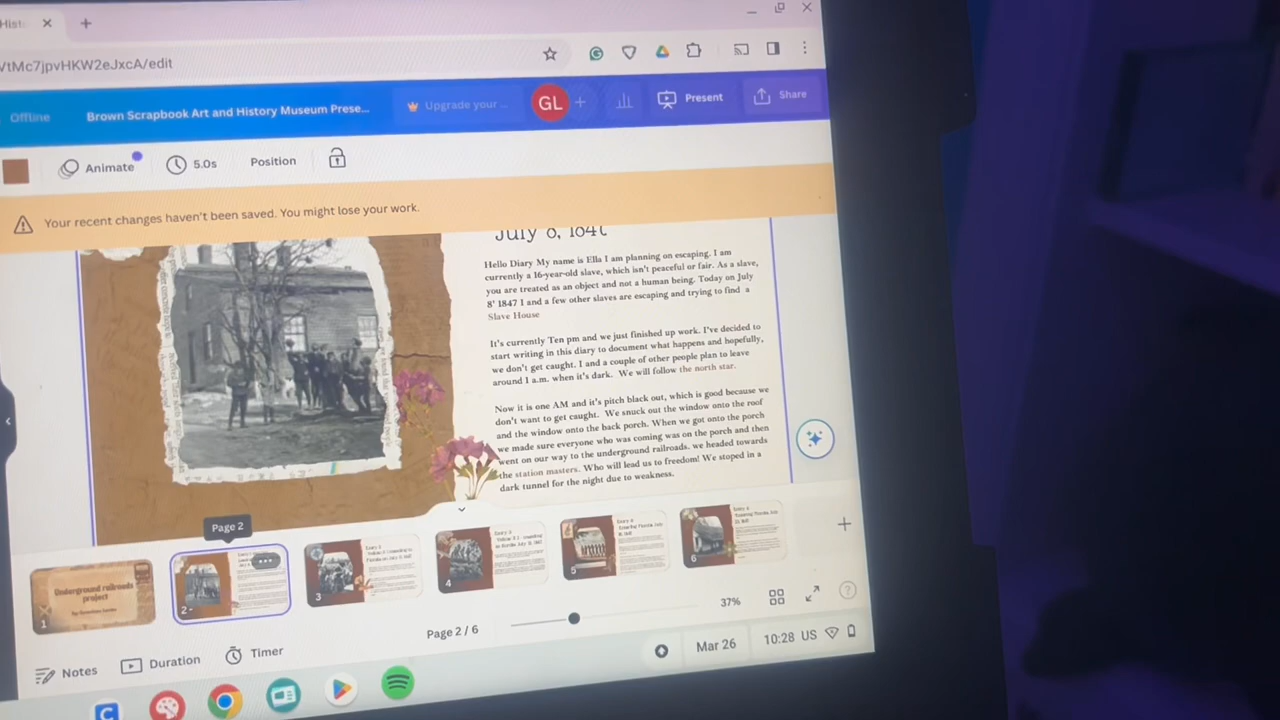 VtMc7jpvHKW2eJxcA/edit
Offline
Brown Scrapbook Art and History Museum Prese...
Upgrade your ...
GL
Present
Share
Animate
5.0s
Position
Your recent changes haven't been saved. You might lose your work.
Hello Diary My name is Ella I am planning on escaping. I am
currently a 16-year-old slave, which isn't peaceful or fair. As a slave,
you are treated as an object and not a human being. Today on July
8' 1847 I and a few other slaves are escaping and trying to find a
Slave House
It's currently Ten pm and we just finished up work. I've decided to
start writing in this diary to document what happens and hopefully,
we don't get caught. I and a couple of other people plan to leave
around 1 a.m. when it's dark. We will follow the north star.
Now it is one AM and it's pitch black out, which is good because we
don't want to get caught. We snuck out the window onto the roof
and the window onto the back porch. When we got onto the porch
we made sure everyone who was coming was on the porch and then
went on our way to the underground railroads. we headed towards
the station masters. Who will lead us to freedom! We stoped in a
dark tunnel for the night due to weakness.
Page 2
Underground railroads
project
1
2
3
4
5
6
Page 2 / 6
37%
Notes
Duration
Timer
Mar 26
10:28 US